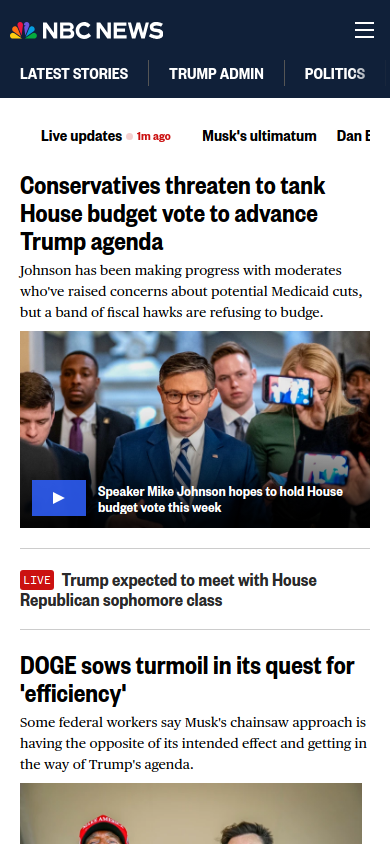 NBC NEWS
LATEST STORIES
TRUMP ADMIN
POLITICS
Live updates
1m ago
Musk's ultimatum
Dan
Conservatives threaten to tank
House budget vote to advance
Trump agenda
Johnson has been making progress with moderates
who've raised concerns about potential Medicaid cuts,
but a band of fiscal hawks are refusing to budge.
Speaker Mike Johnson hopes to hold House
budget vote this week
LIVE Trump expected to meet with House
Republican sophomore class
DOGE sows turmoil in its quest for
'efficiency'
Some federal workers say Musk's chainsaw approach is
having the opposite of its intended effect and getting in
the way of Trump's agenda.